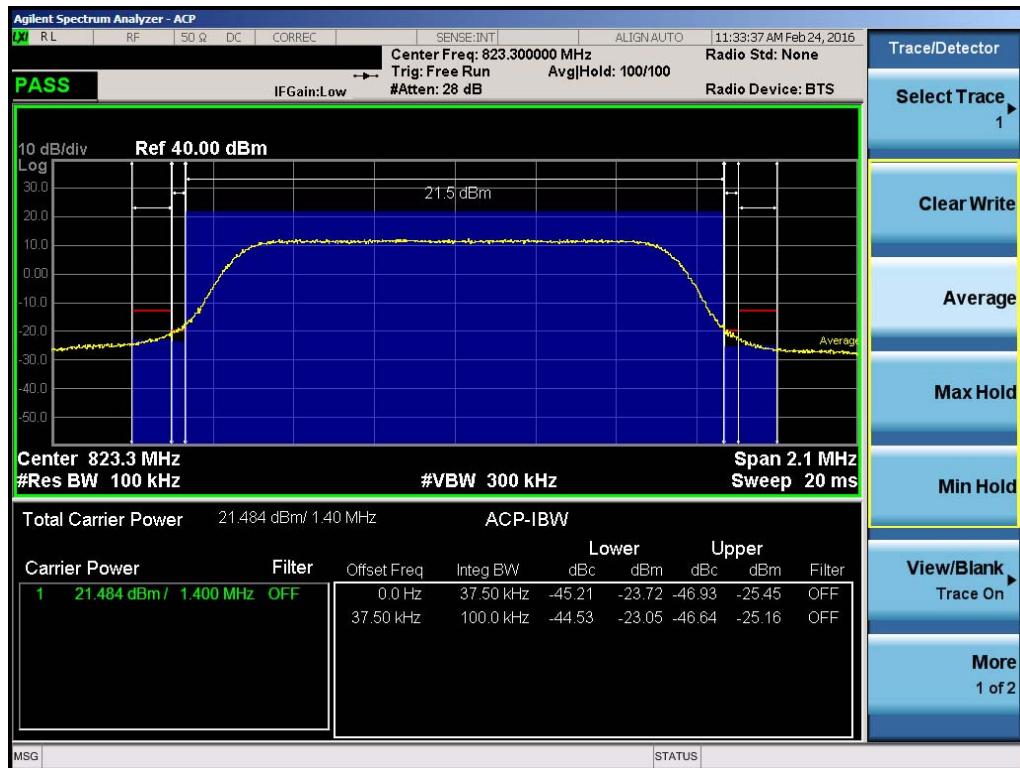 Agilent Spectrum Analyzer - ACP
LXI RL RF 50 Ω DC CORREC SENSE:INT ALIGN AUTO 11:33:37 AM Feb 24, 2016
Center Freq: 823.300000 MHz Radio Std: None
Trig: Free Run Avg|Hold: 100/100
PASS IFGain:Low #Atten: 28 dB Radio Device: BTS
10 dB/div Ref 40.00 dBm
Log
30.0
21.5 dBm
20.0
10.0
0.00
-10.0
-20.0
Average
-30.0
-40.0
-50.0
Center 823.3 MHz Span 2.1 MHz
#Res BW 100 kHz #VBW 300 kHz Sweep 20 ms
Total Carrier Power 21.484 dBm/ 1.40 MHz ACP-IBW
Lower Upper
Carrier Power Filter Offset Freq Integ BW dBc dBm dBc dBm Filter
1 21.484 dBm / 1.400 MHz OFF 0.0 Hz 37.50 kHz -45.21 -23.72 -46.93 -25.45 OFF
37.50 kHz 100.0 kHz -44.53 -23.05 -46.64 -25.16 OFF
MSG STATUS
Trace/Detector
Select Trace
1
Clear Write
Average
Max Hold
Min Hold
View/Blank
Trace On
More
1 of 2